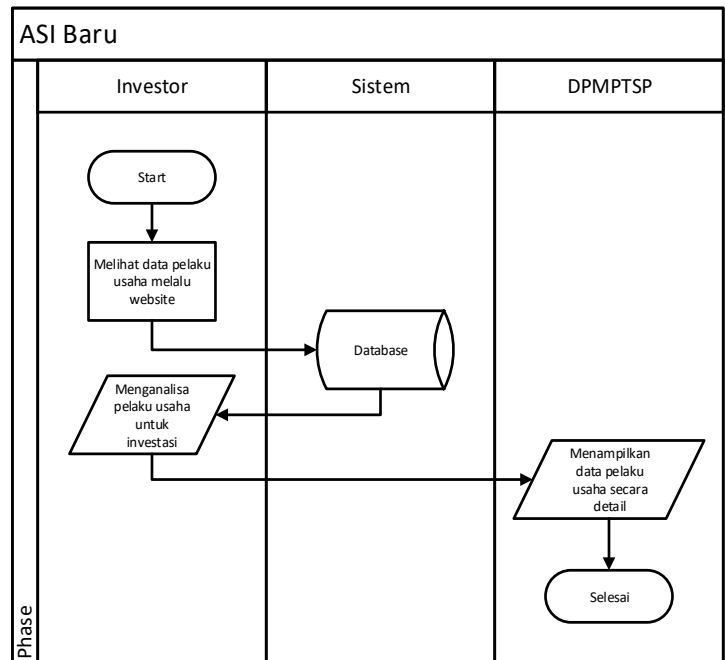 ASI Baru
Investor
Sistem
DPMPTSP
Start
Melihat data pelaku
usaha melalu
website
Database
Menganalisa
pelaku usaha
untuk
investasi
Menampilkan
data pelaku
usaha secara
detail
Selesai
Phase